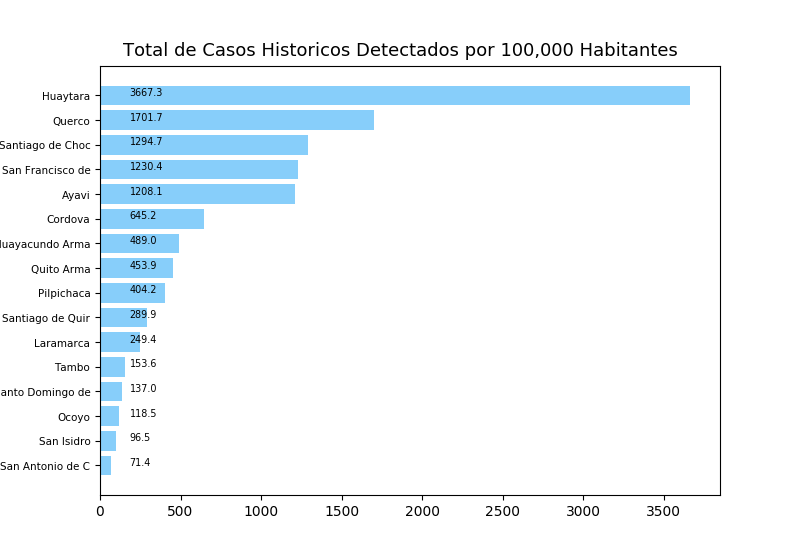 Total de Casos Historicos Detectados por 100,000 Habitantes
Huaytara 3667.3
Querco 1701.7
Santiago de Choc 1294.7
San Francisco de 1230.4
Ayavi 1208.1
Cordova 645.2
uayacundo Arma 489.0
Quito Arma 453.9
Pilpichaca 404.2
Santiago de Quir 289.9
Laramarca 249.4
Tambo 153.6
anto Domingo de 137.0
Ocoyo 118.5
San Isidro 96.5
San Antonio de C 71.4
0 500 1000 1500 2000 2500 3000 3500